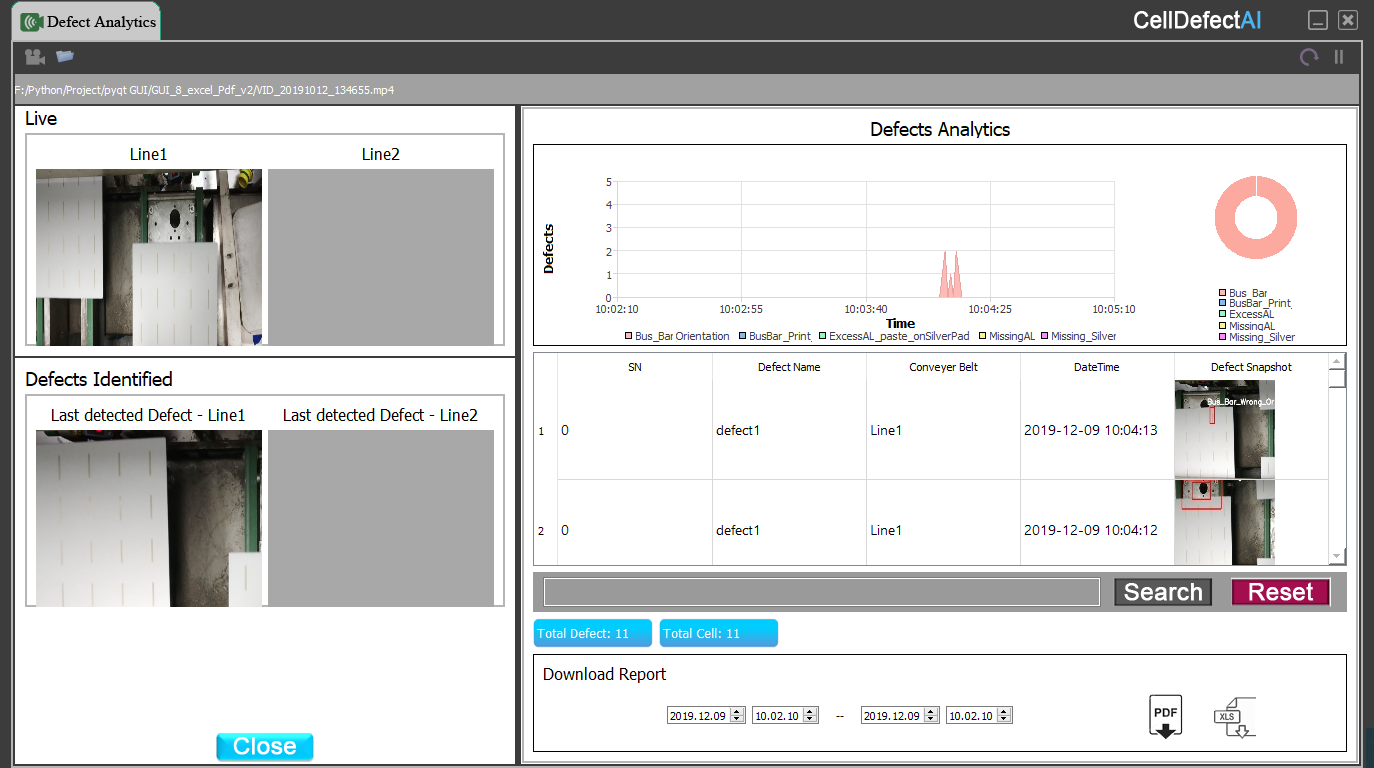 Defect Analytics
CellDefectAI
F:/Python/Project/pyqt GUI/GUI_8_excel_Pdf_v2/VID_20191012_134655.mp4
Live
Line1
Line2
Defects Identified
Last detected Defect - Line1
Last detected Defect - Line2
Close
Defects Analytics
Defects
5
4
3
2
1
0
10:02:10
10:02:55
10:03:40
10:04:25
10:05:10
Time
Bus_Bar Orientation
BusBar_Print
ExcessAL_paste_onSilverPad
MissingAL
Missing_Silver
Bus_Bar
BusBar_Print
ExcessAL
MissingAL
Missing_Silver
SN
Defect Name
Conveyer Belt
DateTime
Defect Snapshot
1
0
defect1
Line1
2019-12-09 10:04:13
Bus_Bar_Wrong_Or
2
0
defect1
Line1
2019-12-09 10:04:12
Search
Reset
Total Defect: 11
Total Cell: 11
Download Report
2019.12.09
10.02.10
--
2019.12.09
10.02.10
PDF
XLS